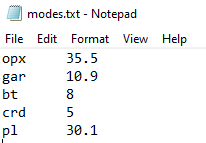 modes.txt - Notepad
File Edit Format View Help
opx 35.5
gar 10.9
bt 8
crd 5
pl 30.1